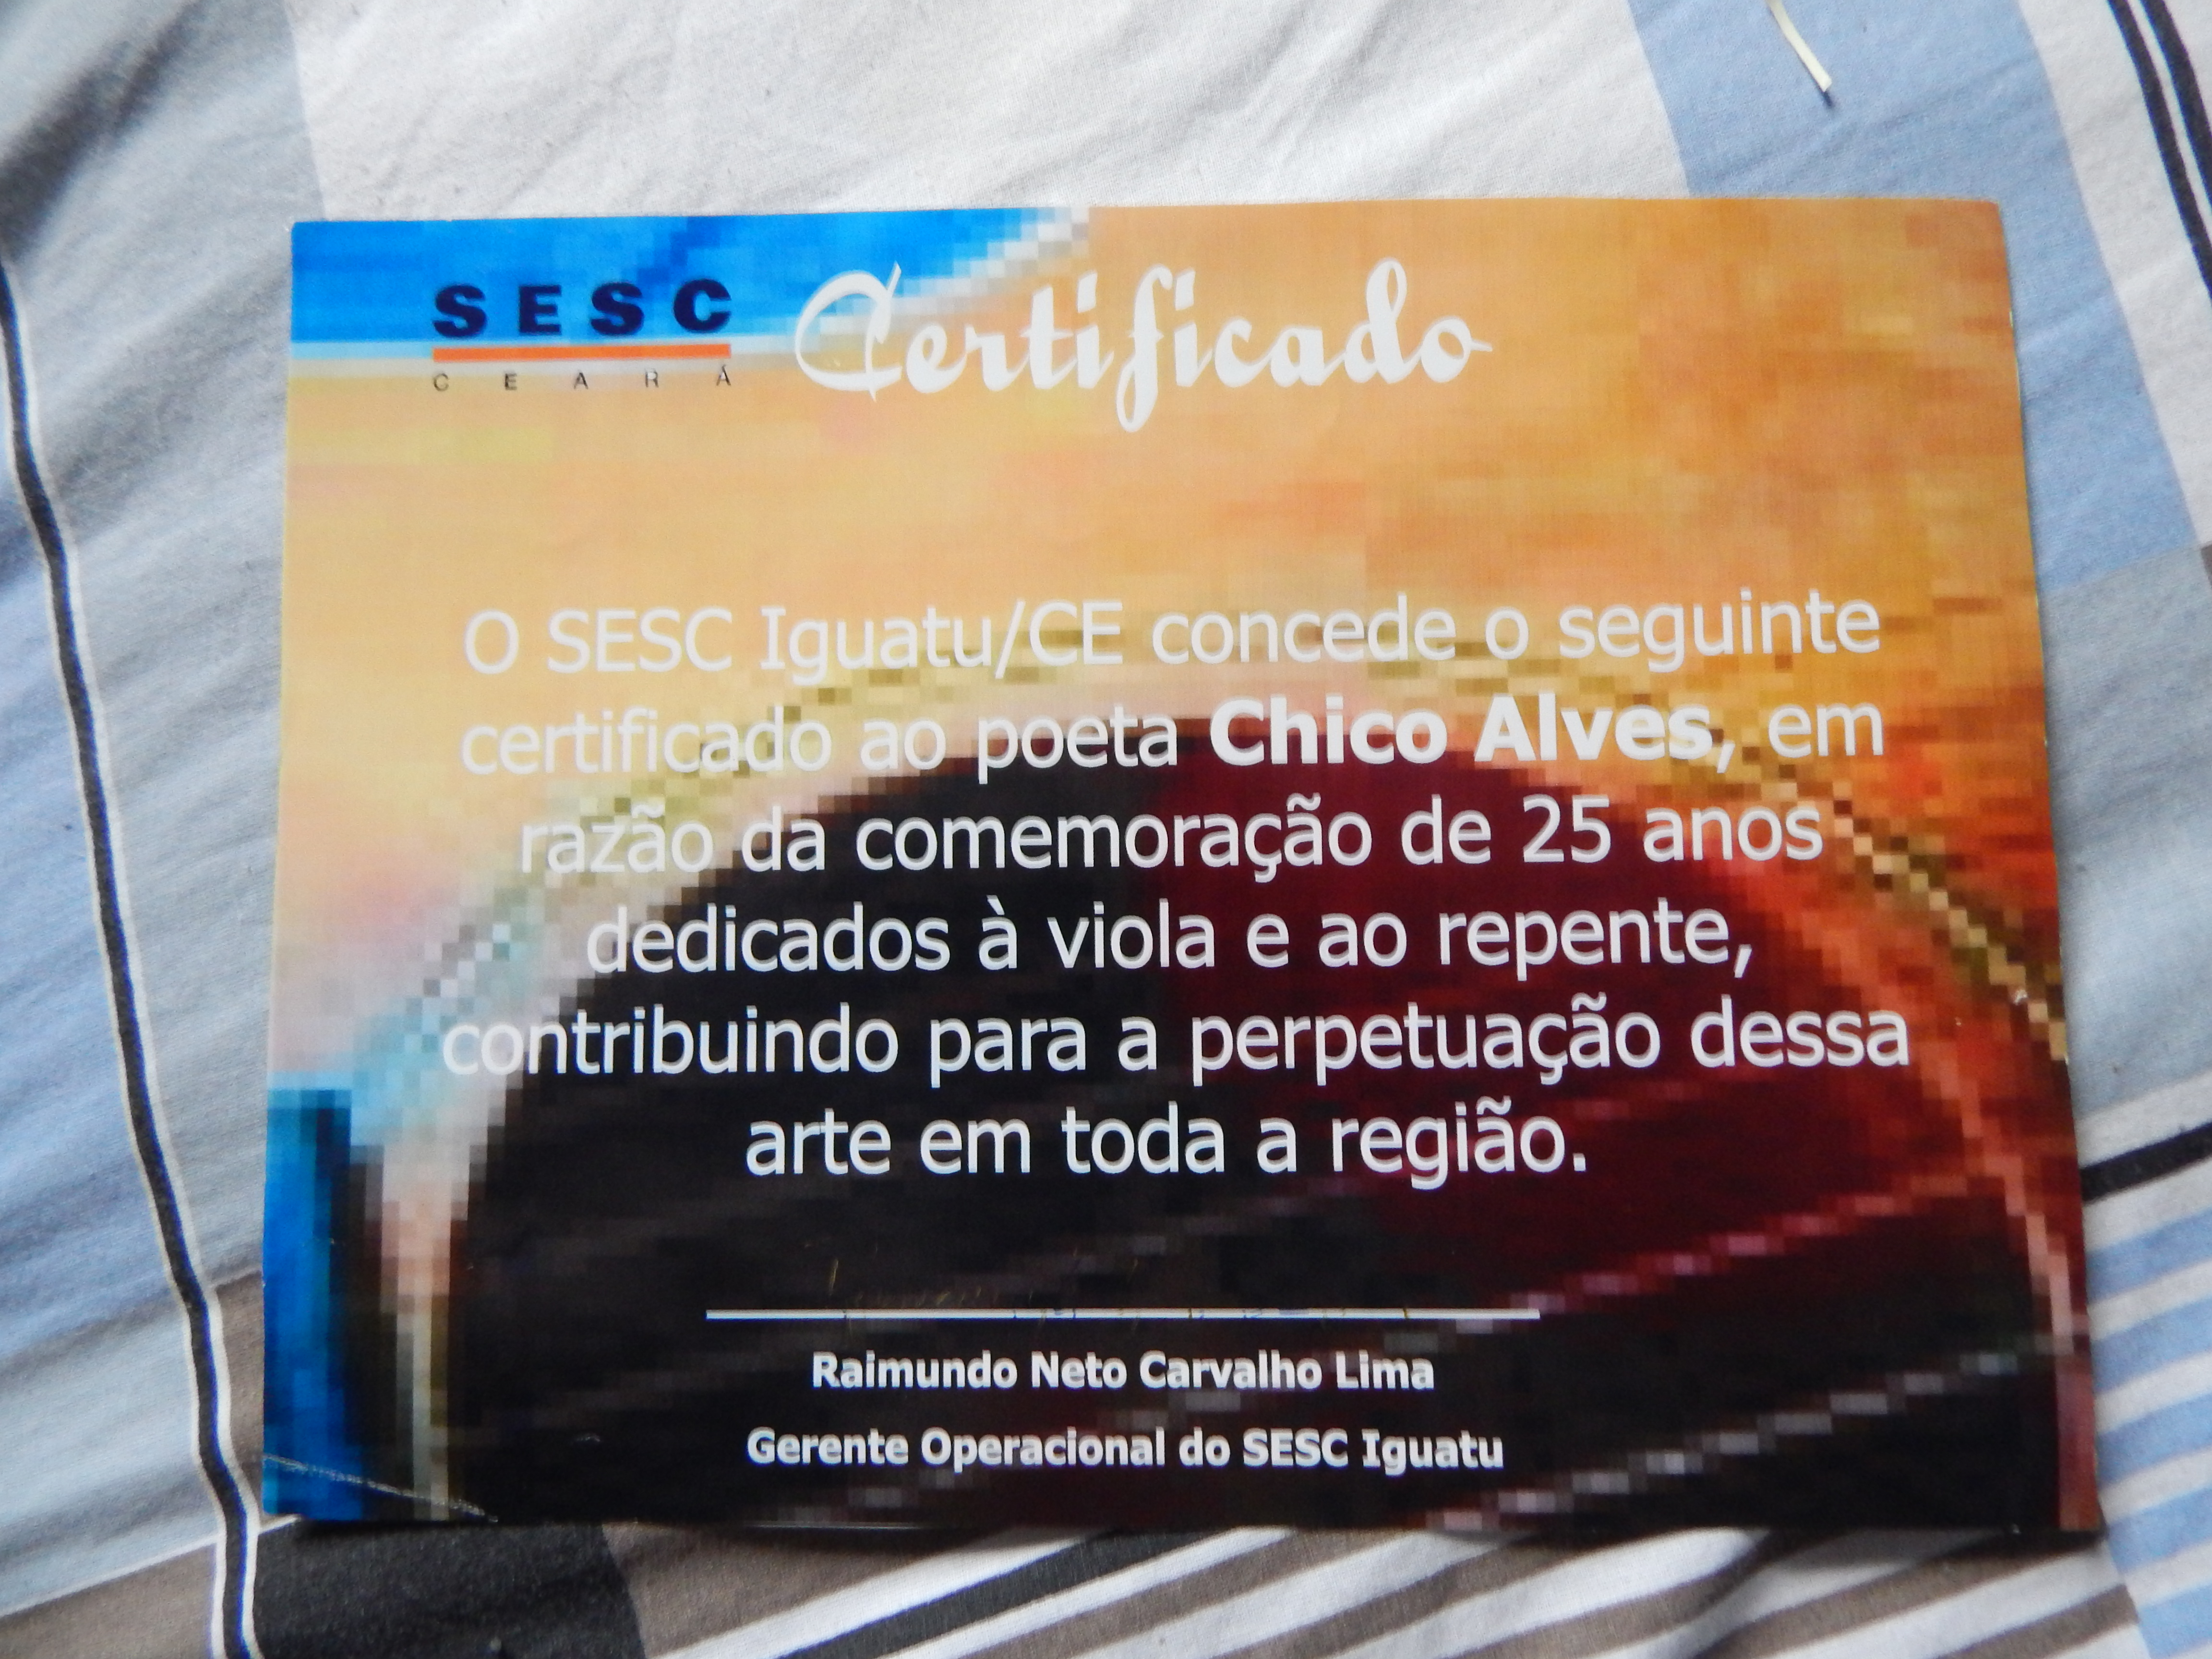 SESC
CEARÁ
Certificado
O SESC Iguatu/CE concede o seguinte
certificado ao poeta Chico Alves, em
razão da comemoração de 25 anos
dedicados à viola e ao repente,
contribuindo para a perpetuação dessa
arte em toda a região.
Raimundo Neto Carvalho Lima
Gerente Operacional do SESC Iguatu